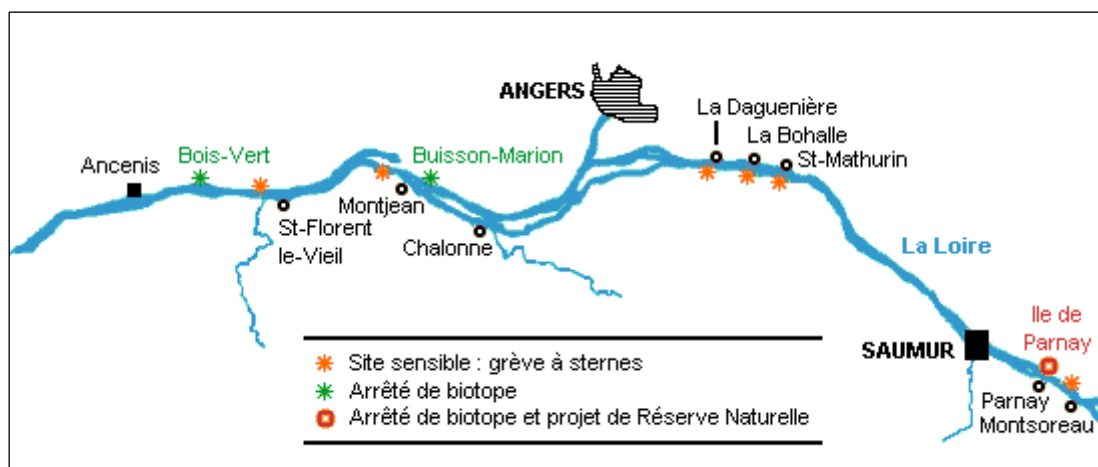 ANGERS
La Daguenière
La Bohalle
St-Mathurin
Ancenis
Bois-Vert
Buisson-Marion
Montjean
St-Florent
le-Vieil
Chalonne
La Loire
Ile de
Parnay
SAUMUR
Parnay
Montsoreau
Site sensible : grève à sternes
Arrêté de biotope
Arrêté de biotope et projet de Réserve Naturelle